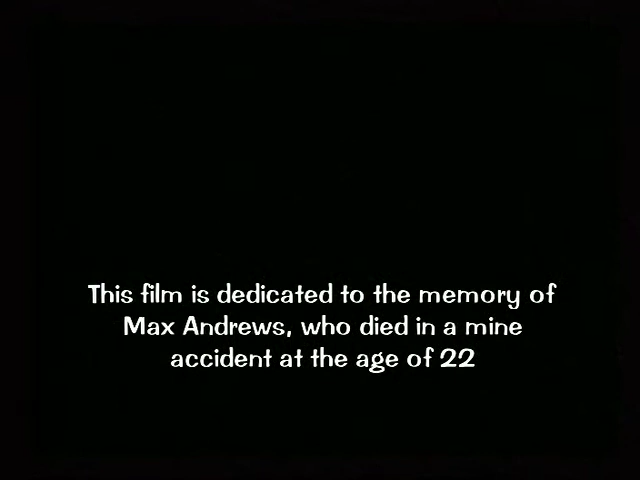 This film is dedicated to the memory of
Max Andrews, who died in a mine
accident at the age of 22